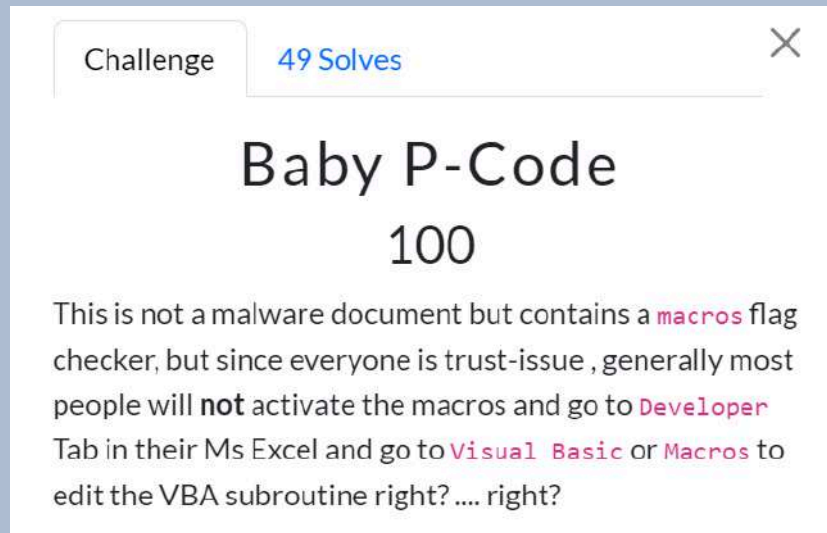 Challenge
49 Solves
Baby P-Code
100
This is not a malware document but contains a macros flag
checker, but since everyone is trust-issue , generally most
people will not activate the macros and go to Developer
Tab in their Ms Excel and go to Visual Basic or Macros to
edit the VBA subroutine right? .... right?